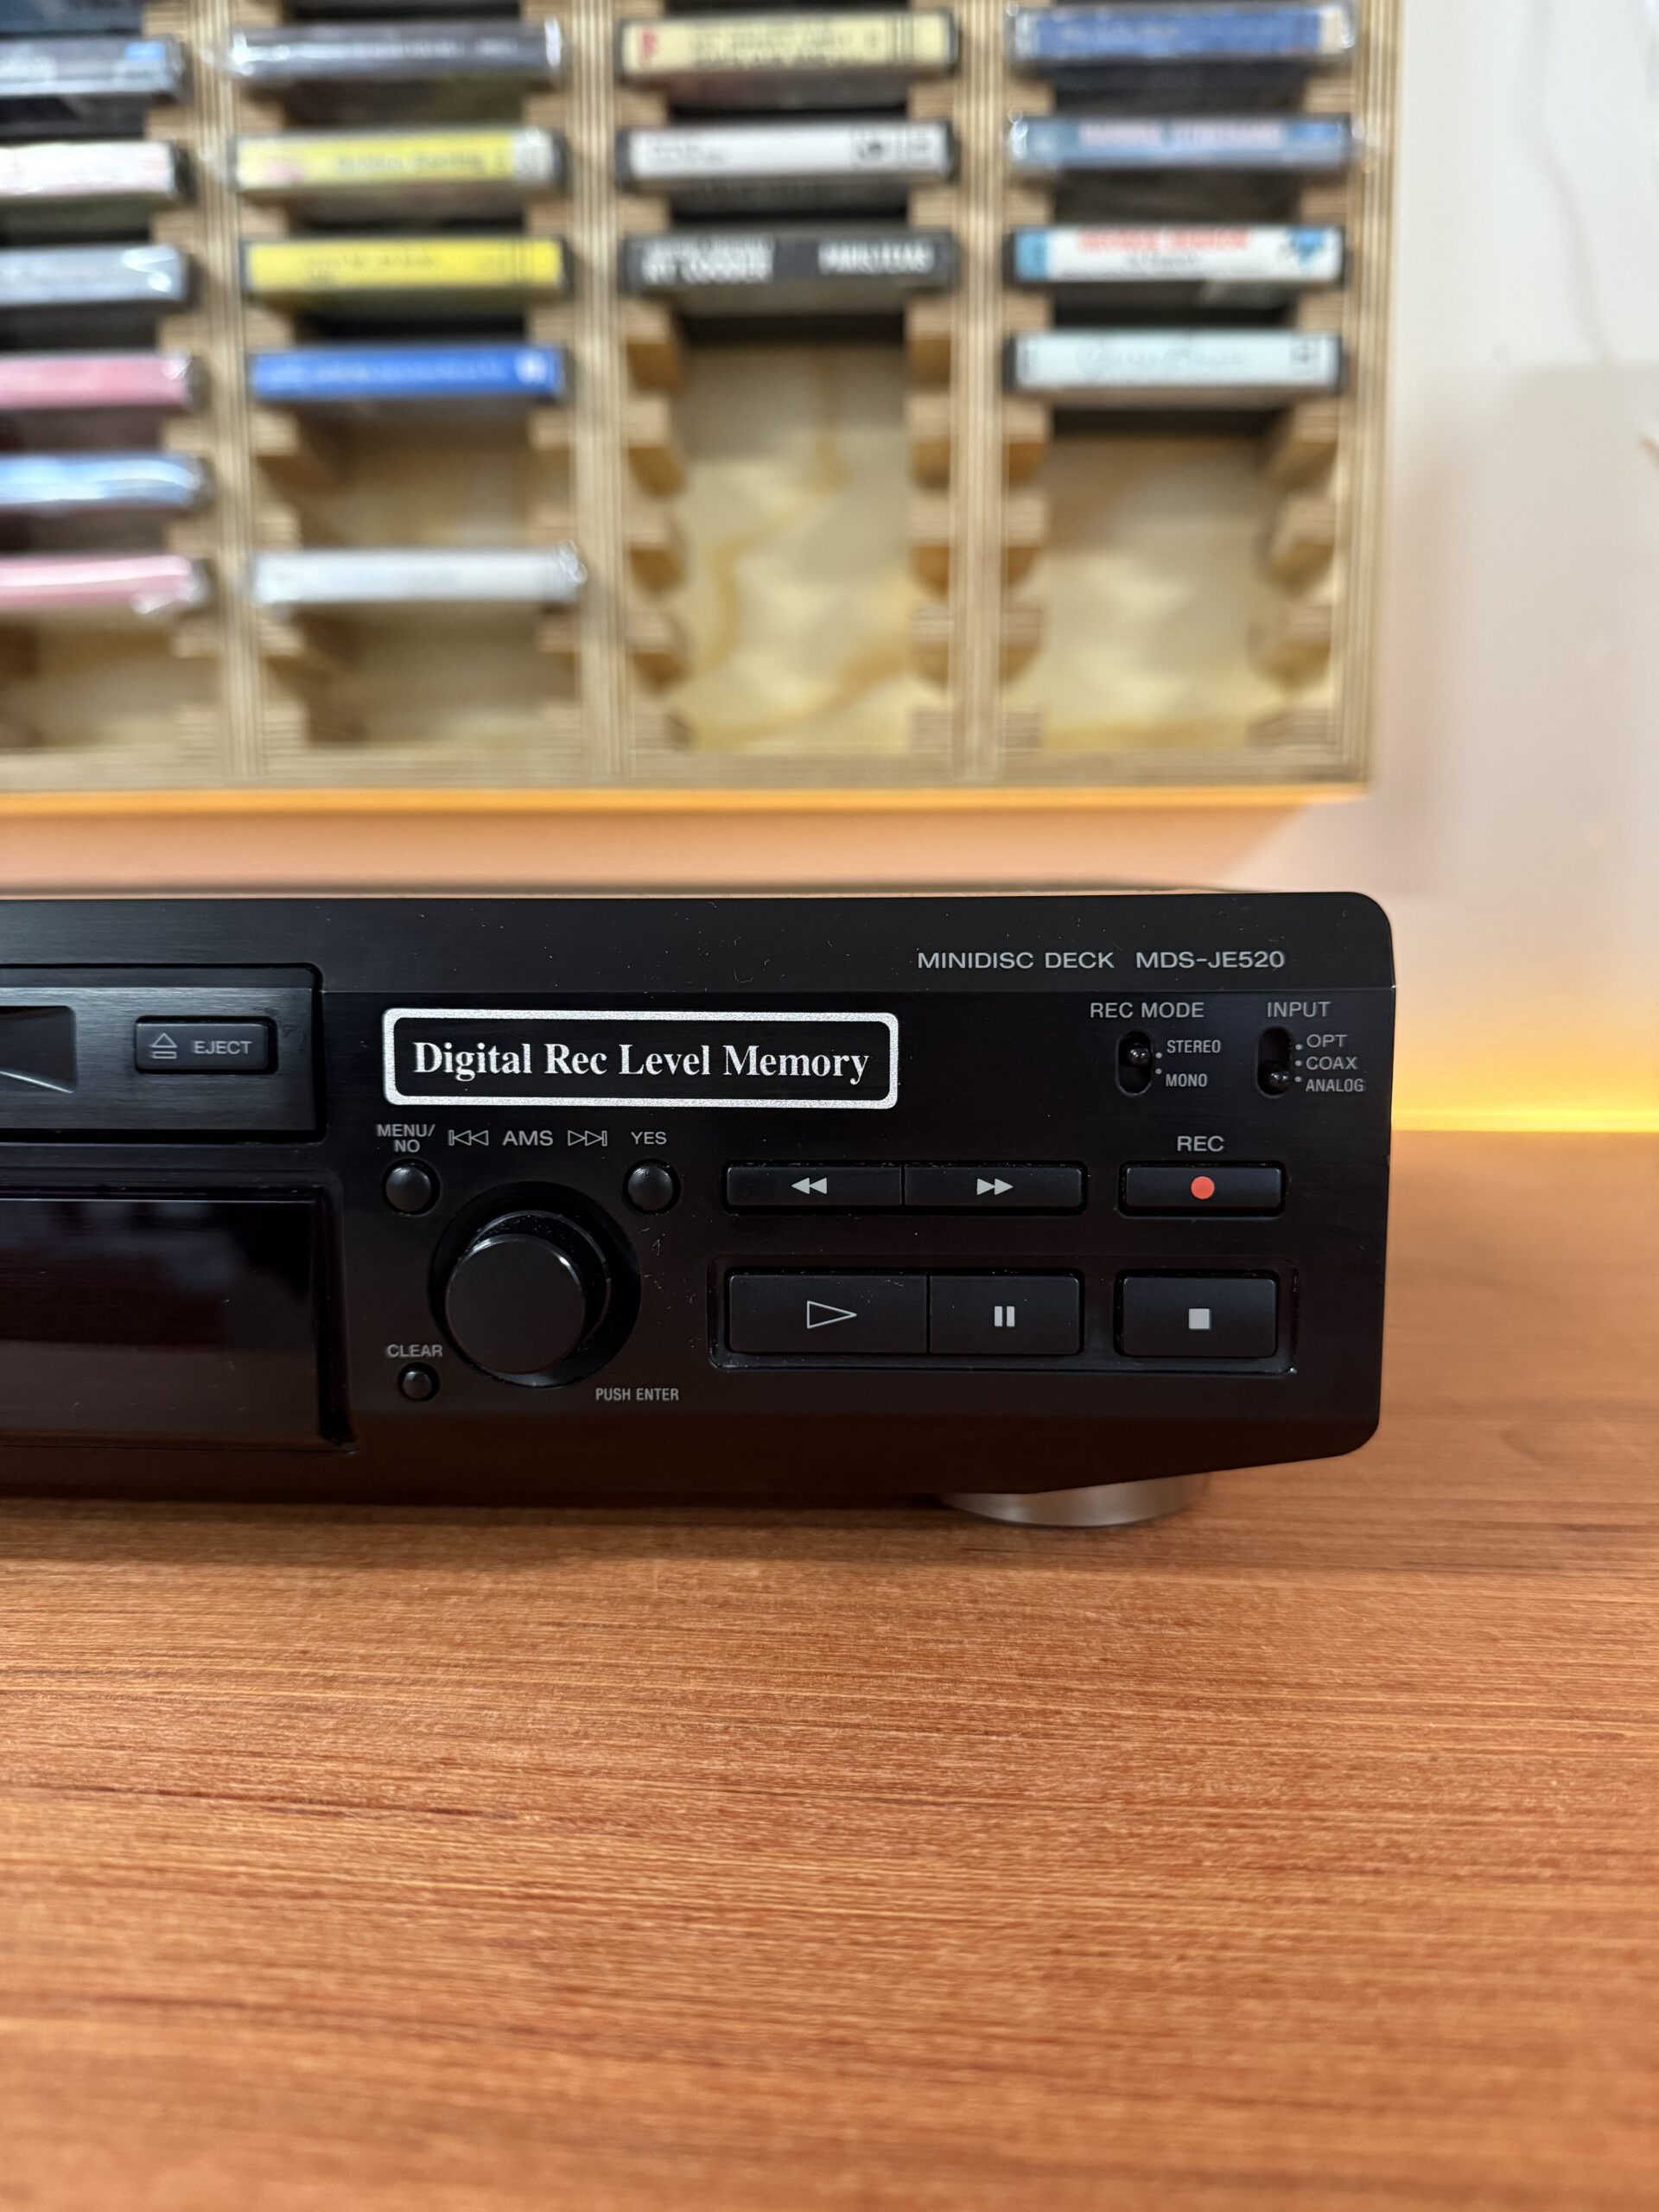 MINIDISC DECK MDS-JE520
REC MODE
INPUT
STEREO
MONO
OPT
COAX
ANALOG
EJECT
Digital Rec Level Memory
MENU/
NO
AMS
YES
REC
CLEAR
PUSH ENTER